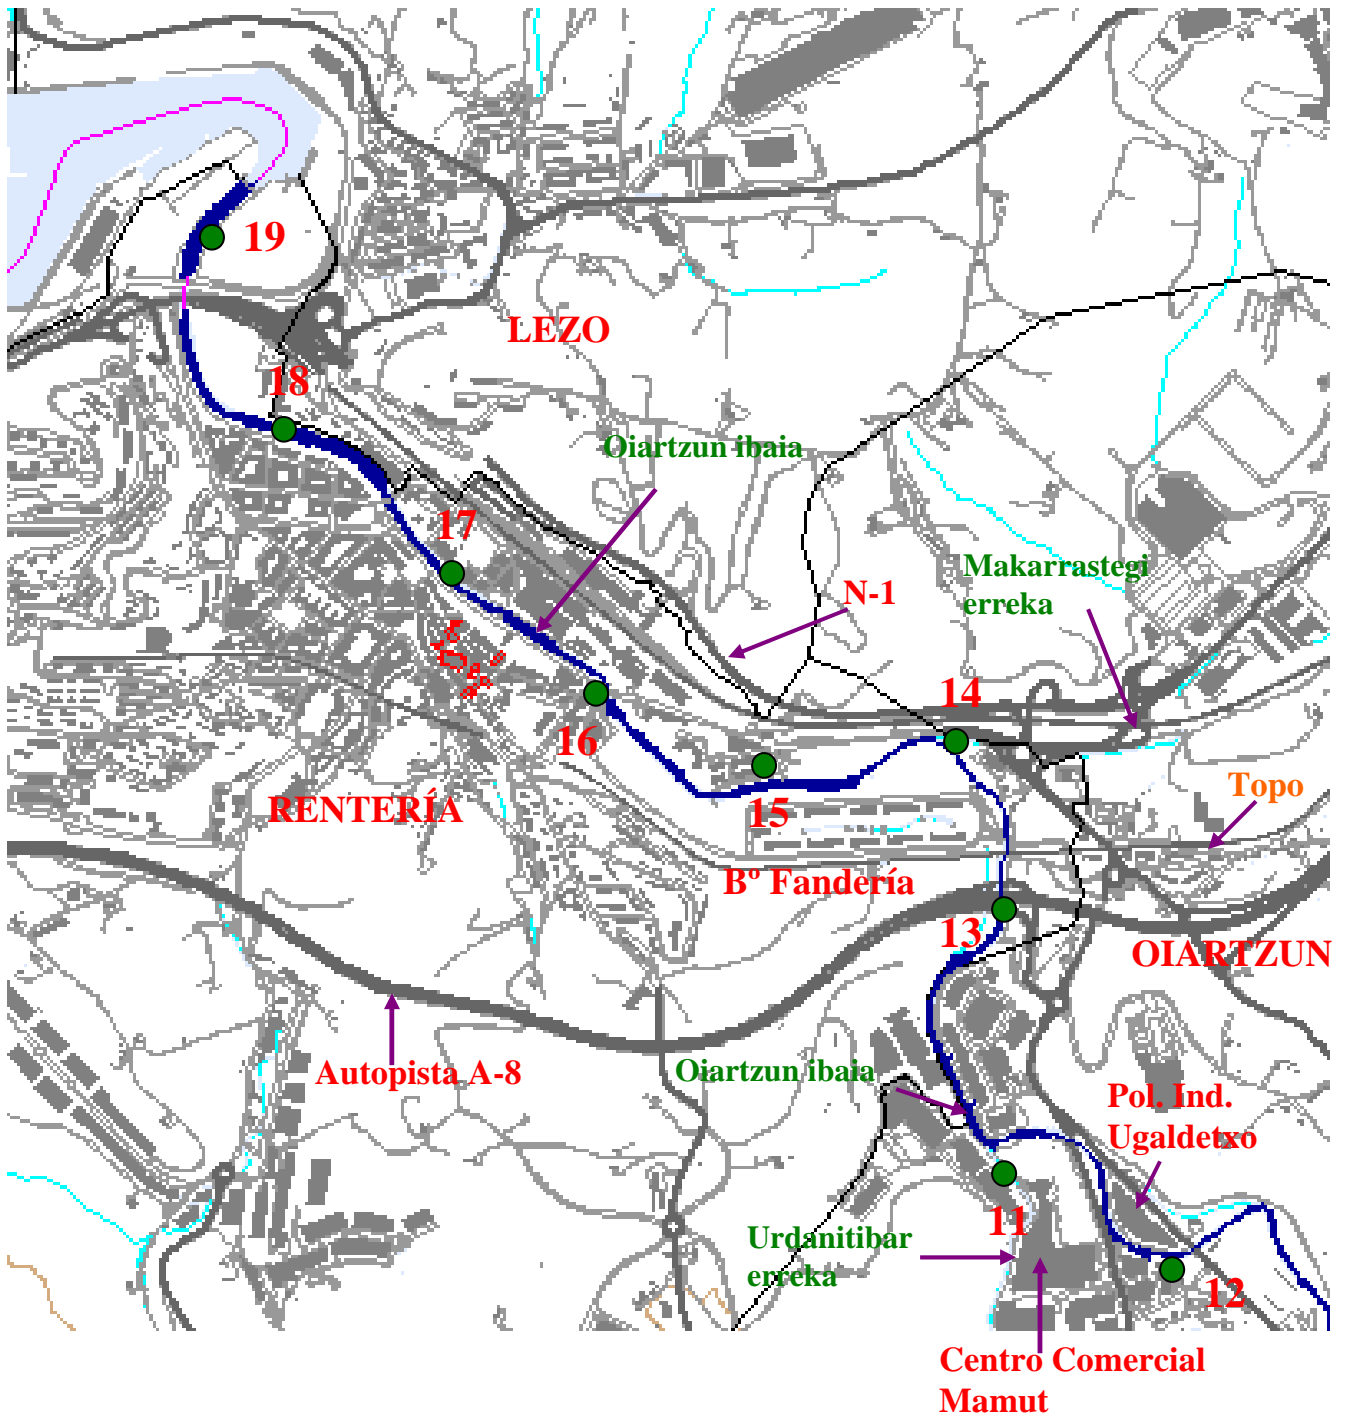 19
LEZO
18
Oiartzun ibaia
17
Makarrastegi
erreka
N-1
14
16
Topo
RENTERÍA
15
Bº Fandería
13
OIARTZUN
Autopista A-8
Oiartzun ibaia
Pol. Ind.
Ugaldetxo
11
Urdanitibar
erreka
12
Centro Comercial
Mamut